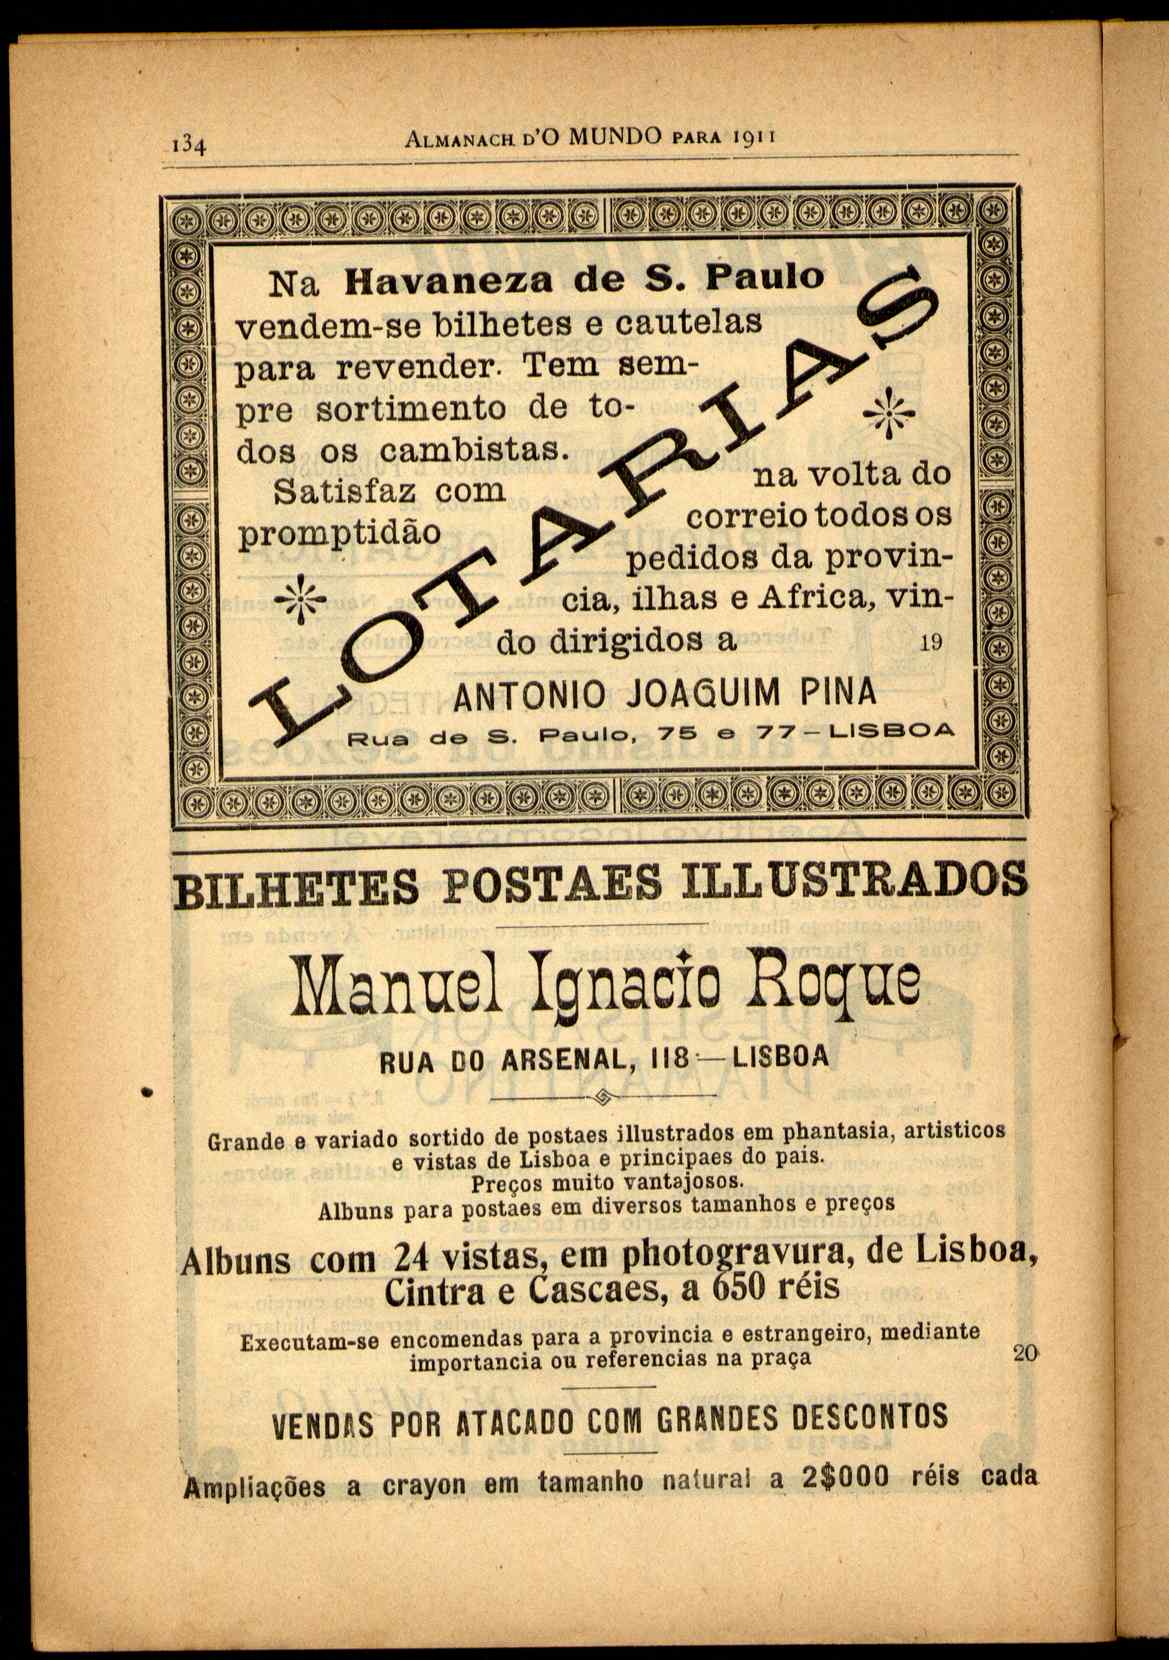 134
ALMANACH D'O MUNDO PARA 1911
Na Havaneza de S. Paulo
vendem-se bilhetes e cautelas
para revender. Tem sem-
pre sortimento de to-
dos os cambistas.
Satisfaz com
promptidão
LOTARIAS
na volta do
correio todos os
pedidos da provin-
cia, ilhas e Africa, vin-
do dirigidos a
19
ANTONIO JOAQUIM PINA
Rua de S. Paulo, 75 e 77—LISBOA
BILHETES POSTAES ILLUSTRADOS
Manuel Ignacio Roque
RUA DO ARSENAL, 118—LISBOA
Grande e variado sortido de postaes illustrados em phantasia, artisticos
e vistas de Lisboa e principaes do pais.
Preços muito vantajosos.
Albuns para postaes em diversos tamanhos e preços
Albuns com 24 vistas, em photogravura, de Lisboa,
Cintra e Cascaes, a 650 réis
Executam-se encomendas para a provincia e estrangeiro, mediante
importancia ou referencias na praça
20
VENDAS POR ATACADO COM GRANDES DESCONTOS
Ampliações a crayon em tamanho natural a 2$000 réis cada